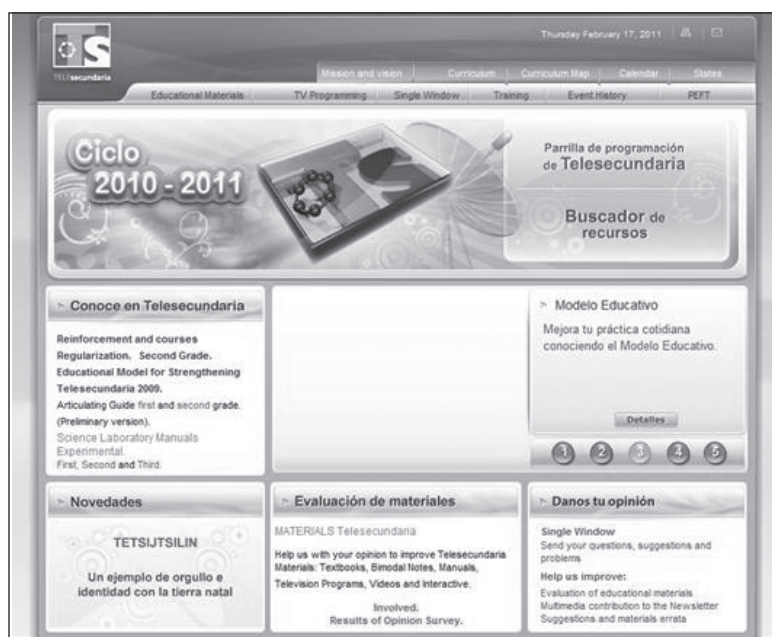 Thursday February 17, 2011
TS
TELEsecundaria
Mission and vision Curriculum Curriculum Map Calendar States
Educational Materials TV Programming Single Window Training Event History PEFT
Ciclo
2010 - 2011
Parrilla de programación
de Telesecundaria
Buscador de
recursos
Conoce en Telesecundaria
Reinforcement and courses
Regularization. Second Grade.
Educational Model for Strengthening
Telesecundaria 2009.
Articulating Guide first and second grade.
(Preliminary version).
Science Laboratory Manuals
Experimental.
First, Second and Third.
Modelo Educativo
Mejora tu práctica cotidiana
conociendo el Modelo Educativo.
Detalles
1 2 3 4 5
Novedades
TETSIJTSILIN
Un ejemplo de orgullo e
identidad con la tierra natal
Evaluación de materiales
MATERIALS Telesecundaria
Help us with your opinion to improve Telesecundaria
Materials: Textbooks, Bimodal Notes, Manuals,
Television Programs, Videos and Interactive.
Involved.
Results of Opinion Survey.
Danos tu opinión
Single Window
Send your questions, suggestions and
problems
Help us improve:
Evaluation of educational materials
Multimedia contribution to the Newsletter
Suggestions and materials errata